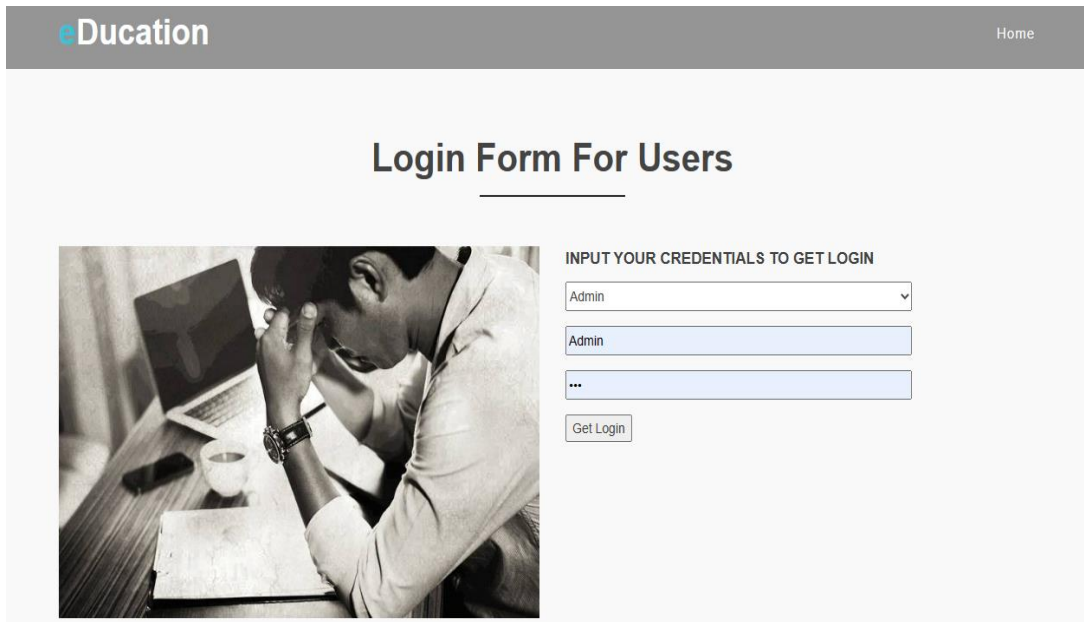 eDucation
Home
Login Form For Users
INPUT YOUR CREDENTIALS TO GET LOGIN
Admin
Admin
•••
Get Login